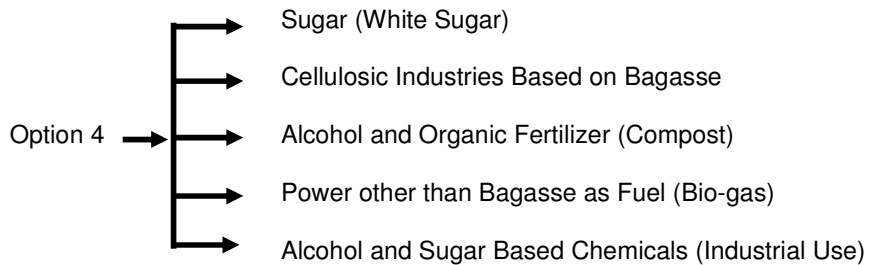 Sugar (White Sugar)
Cellulosic Industries Based on Bagasse
Option 4
Alcohol and Organic Fertilizer (Compost)
Power other than Bagasse as Fuel (Bio-gas)
Alcohol and Sugar Based Chemicals (Industrial Use)